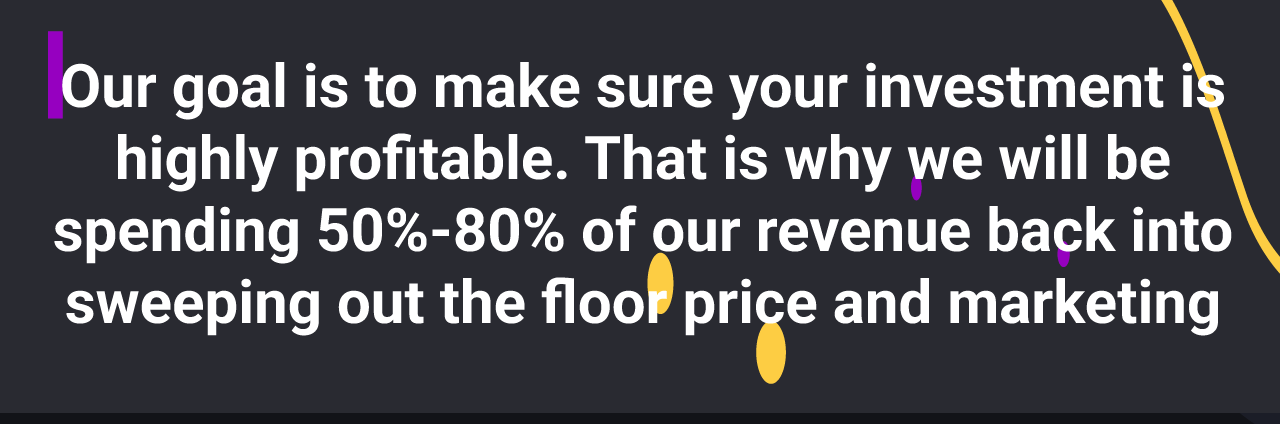 Our goal is to make sure your investment is
highly profitable. That is why we will be
spending 50%-80% of our revenue back into
sweeping out the floor price and marketing